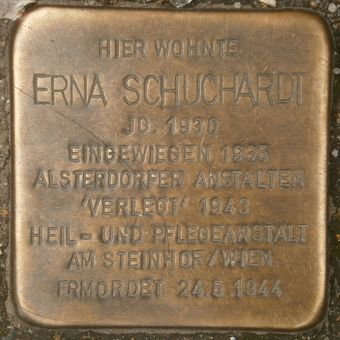 HIER WOHNTE
ERNA SCHUCHARDT
JG. 1930
EINGEWIESEN 1935
ALSTERDORFER ANSTALTEN
'VERLEGT' 1943
HEIL - UND PFLEGEANSTALT
AM STEINHOF/WIEN
ERMORDET 24.5.1944